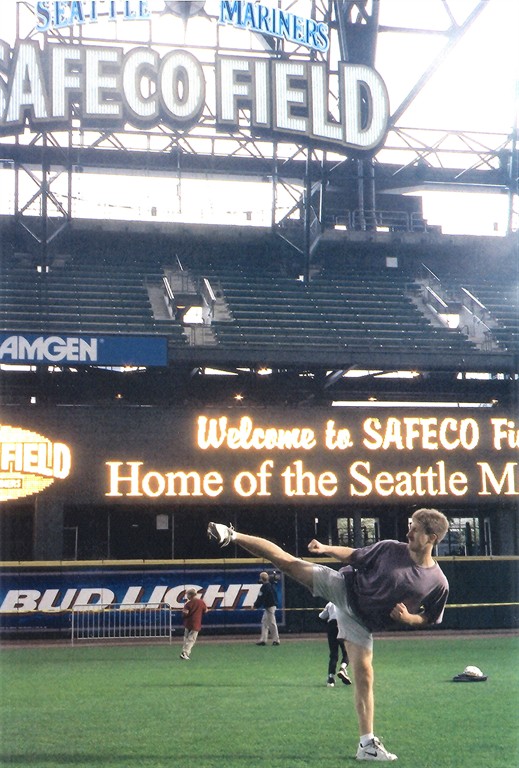 SEATTLE MARINERS
SAFECO FIELD
AMGEN
Welcome to SAFECO Fi
FIELD
Home of the Seattle M
BUD LIGHT